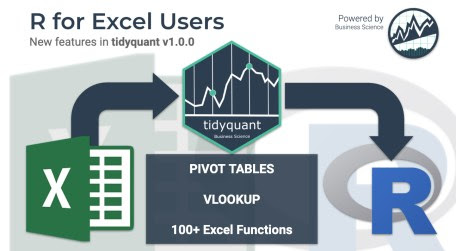 R for Excel Users
New features in tidyquant v1.0.0
Powered by
Business Science
tidyquant
Business Science
X
PIVOT TABLES
VLOOKUP
100+ Excel Functions
R